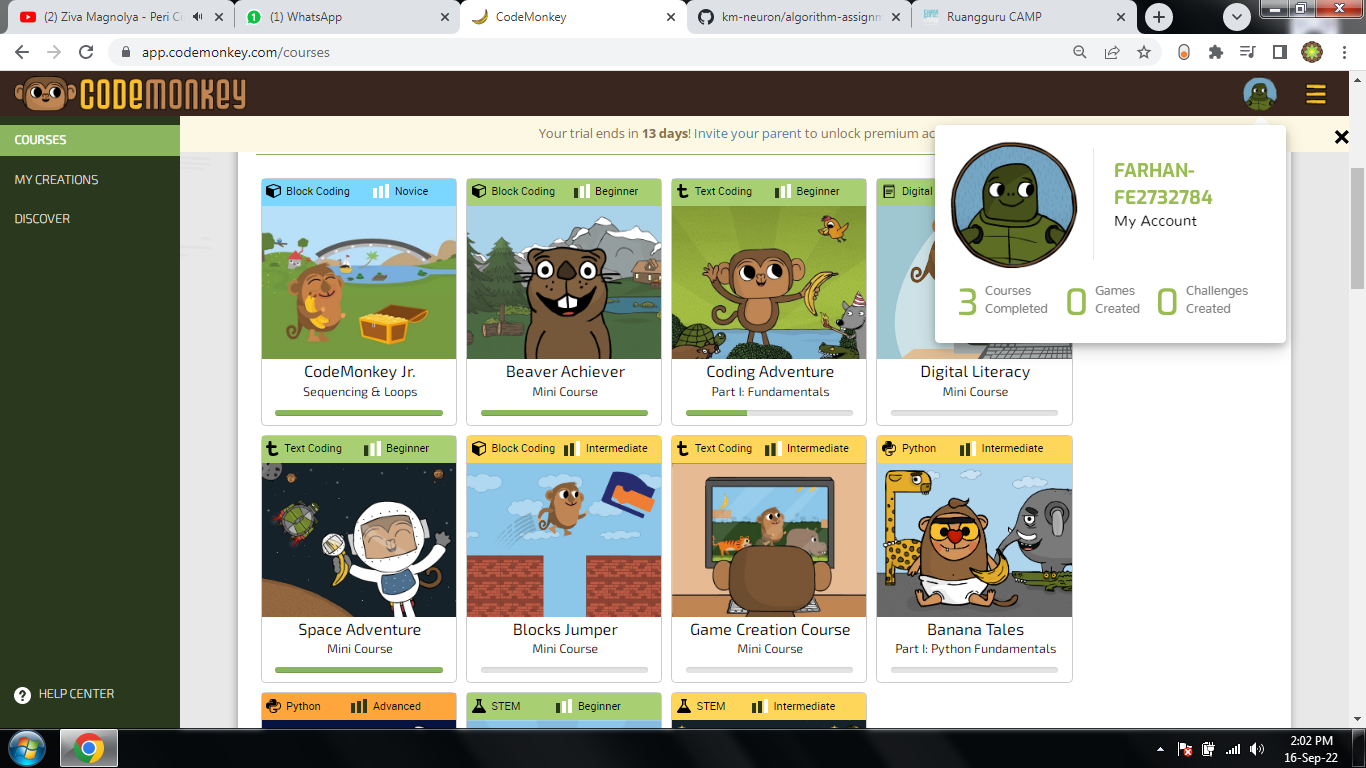 (2) Ziva Magnolya - Peri C
(1) WhatsApp
CodeMonkey
km-neuron/algorithm-assignm
Ruangguru CAMP
app.codemonkey.com/courses
CODEMONKEY
COURSES
MY CREATIONS
DISCOVER
HELP CENTER
Your trial ends in 13 days! Invite your parent to unlock premium ac
FARHAN-
FE2732784
My Account
3 Courses Completed
0 Games Created
0 Challenges Created
Block Coding Novice
CodeMonkey Jr.
Sequencing & Loops
Block Coding Beginner
Beaver Achiever
Mini Course
Text Coding Beginner
Coding Adventure
Part I: Fundamentals
Digital
Digital Literacy
Mini Course
Text Coding Beginner
Space Adventure
Mini Course
Block Coding Intermediate
Blocks Jumper
Mini Course
Text Coding Intermediate
Game Creation Course
Mini Course
Python Intermediate
Banana Tales
Part I: Python Fundamentals
Python Advanced
STEM Beginner
STEM Intermediate
2:02 PM
16-Sep-22